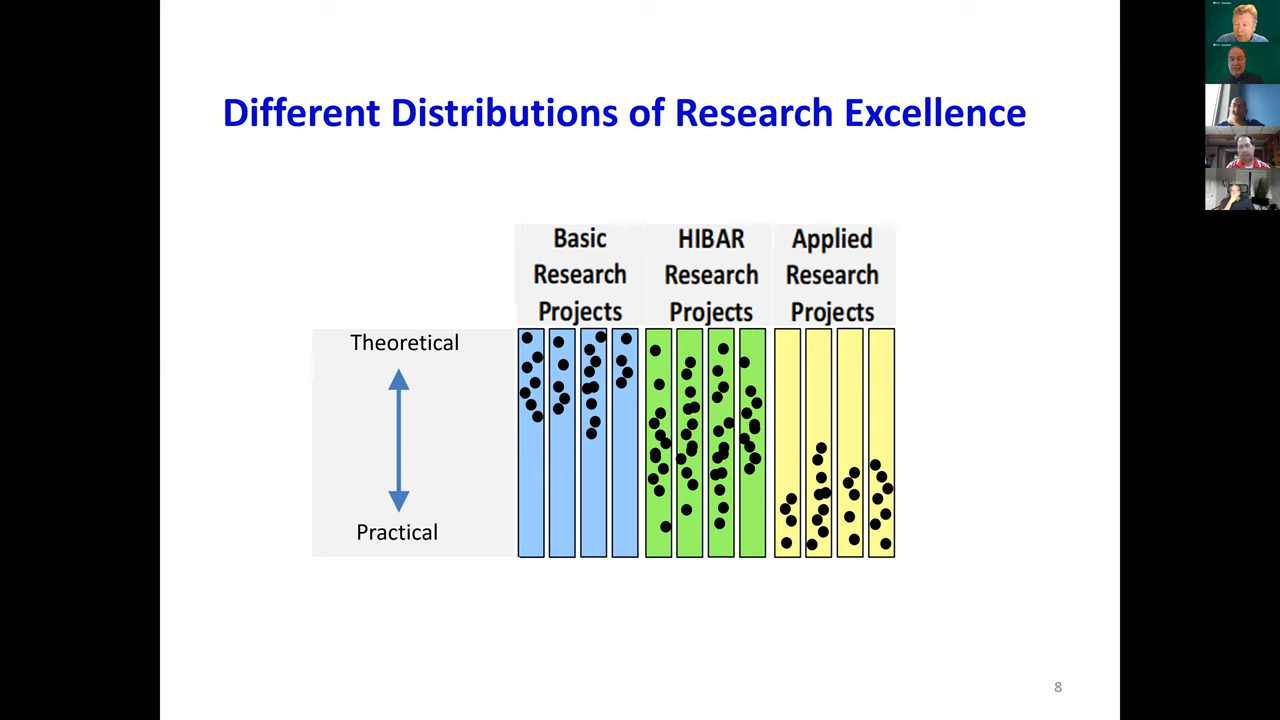 Different Distributions of Research Excellence
Basic
Research
Projects
HIBAR
Research
Projects
Applied
Research
Projects
Theoretical
Practical
8